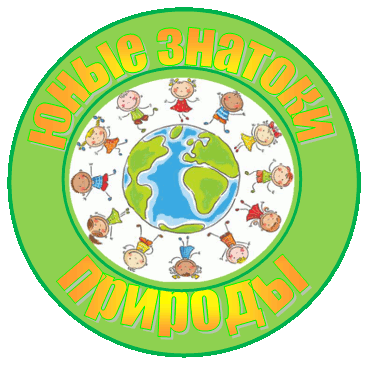 юные знатоки
природы